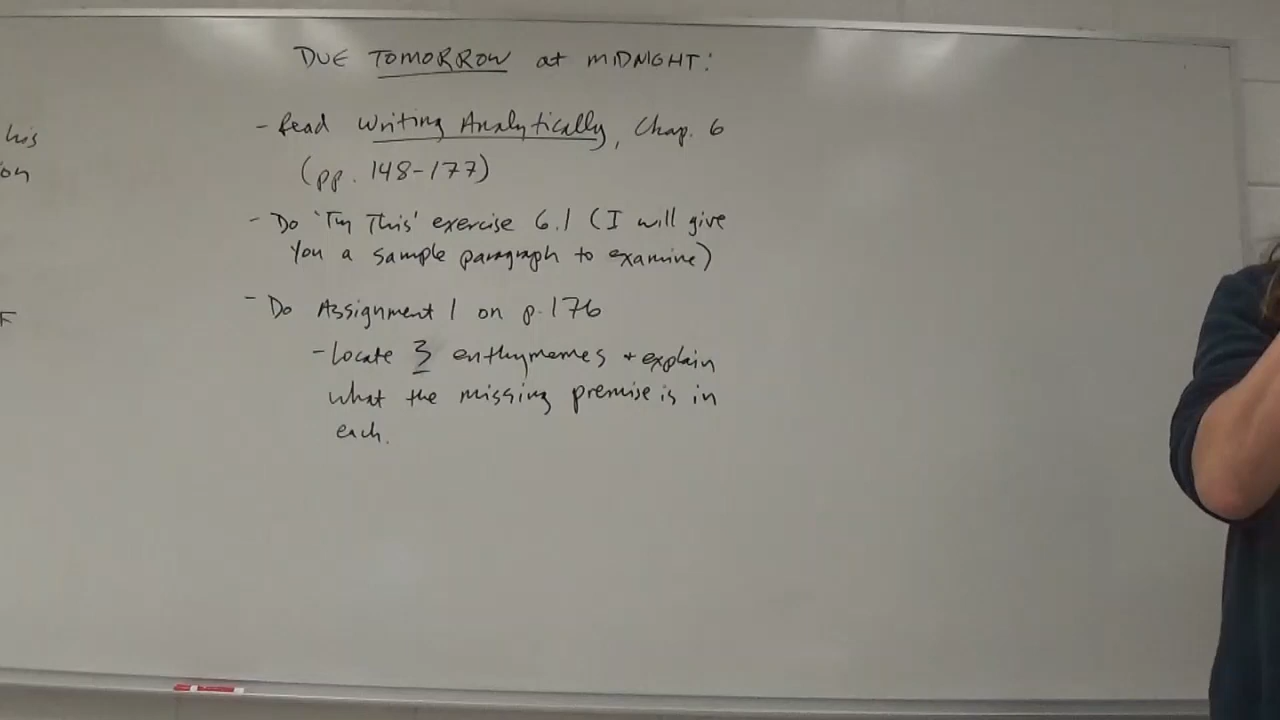 DUE TOMORROW at MIDNIGHT:
- Read Writing Analytically, Chap. 6
(pp. 148-177)
- Do 'Try This' exercise 6.1 (I will give
You a sample paragraph to examine)
- Do Assignment 1 on p. 176
- Locate 3 enthymemes + explain
what the missing premise is in
each.
his
on
F